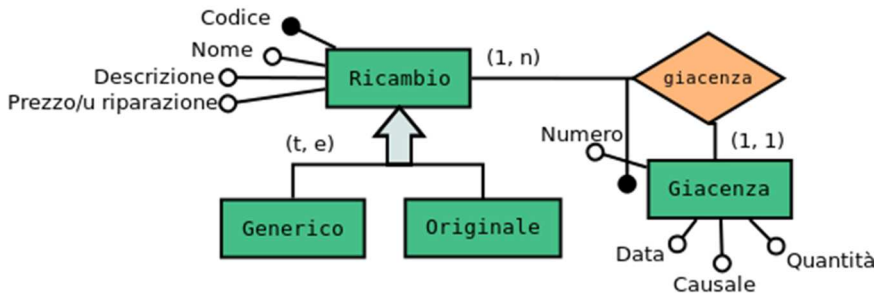 Codice
Nome
Descrizione
Prezzo/u riparazione
Ricambio
(1, n)
giacenza
(t, e)
Numero
(1, 1)
Generico
Originale
Giacenza
Data
Causale
Quantità